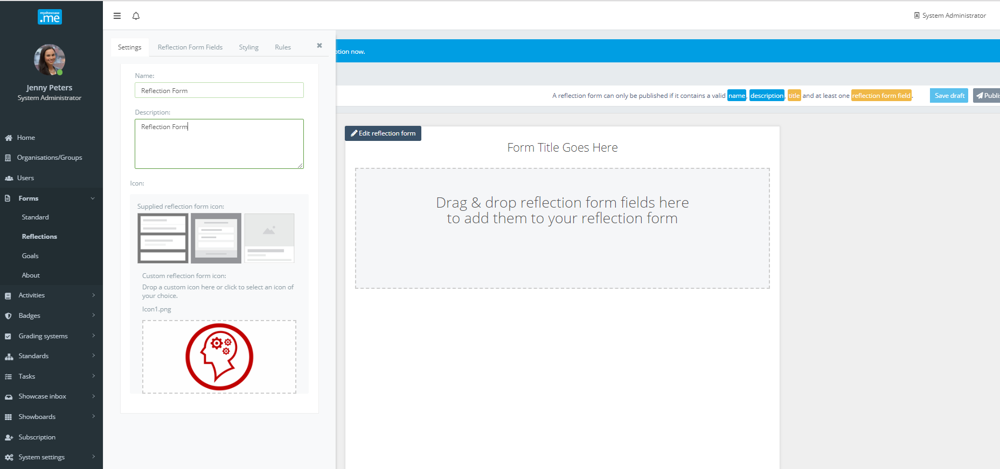 myshowcase
.me
Jenny Peters
System Administrator
Home
Organisations/Groups
Users
Forms
Standard
Reflections
Goals
About
Activities
Badges
Grading systems
Standards
Tasks
Showcase inbox
Showboards
Subscription
System settings
System Administrator
Settings
Reflection Form Fields
Styling
Rules
Name:
Reflection Form
Description:
Reflection Form
Icon:
Supplied reflection form icon:
Custom reflection form icon:
Drop a custom icon here or click to select an icon of
your choice.
Icon1.png
now.
A reflection form can only be published if it contains a valid name, description, title and at least one reflection form field.
Save draft
Edit reflection form
Form Title Goes Here
Drag & drop reflection form fields here
to add them to your reflection form